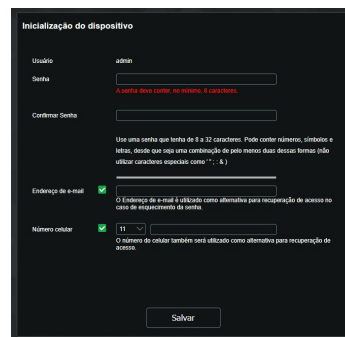 Inicialização do dispositivo
Usuário admin
Senha
A senha deve conter, no mínimo, 8 caracteres.
Confirmar Senha
Use uma senha que tenha de 8 a 32 caracteres. Pode conter números, símbolos e
letras, desde que seja uma combinação de pelo menos duas dessas formas (não
utilizar caracteres especiais como ' " ; : & )
Endereço de e-mail
O Endereço de e-mail é utilizado como alternativa para recuperação de acesso no
caso de esquecimento da senha.
Número celular 11
O número do celular também será utilizado como alternativa para recuperação de
acesso.
Salvar